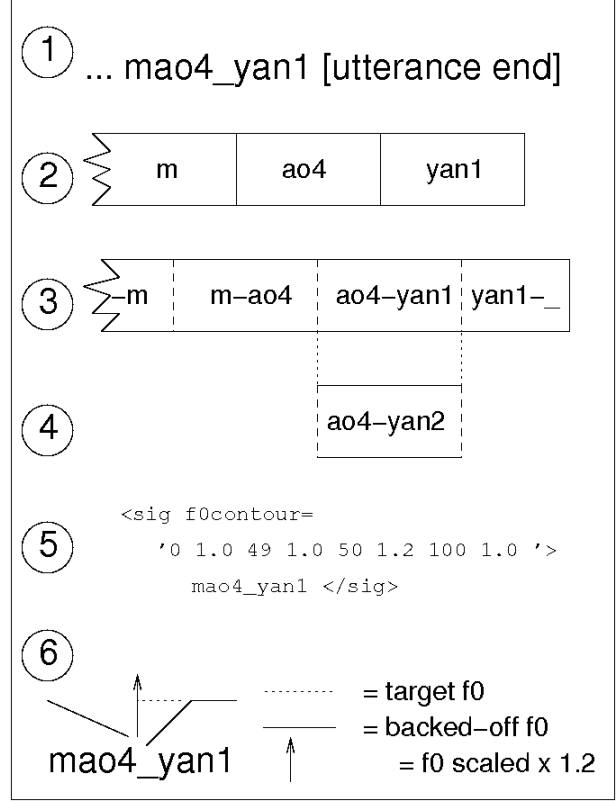 1 ... mao4_yan1 [utterance end]
2 m ao4 yan1
3 -m m-ao4 ao4-yan1 yan1-_
4 ao4-yan2
<sig f0contour=
5 '0 1.0 49 1.0 50 1.2 100 1.0 '>
mao4_yan1 </sig>
6
= target f0
= backed-off f0
mao4_yan1 = f0 scaled x 1.2